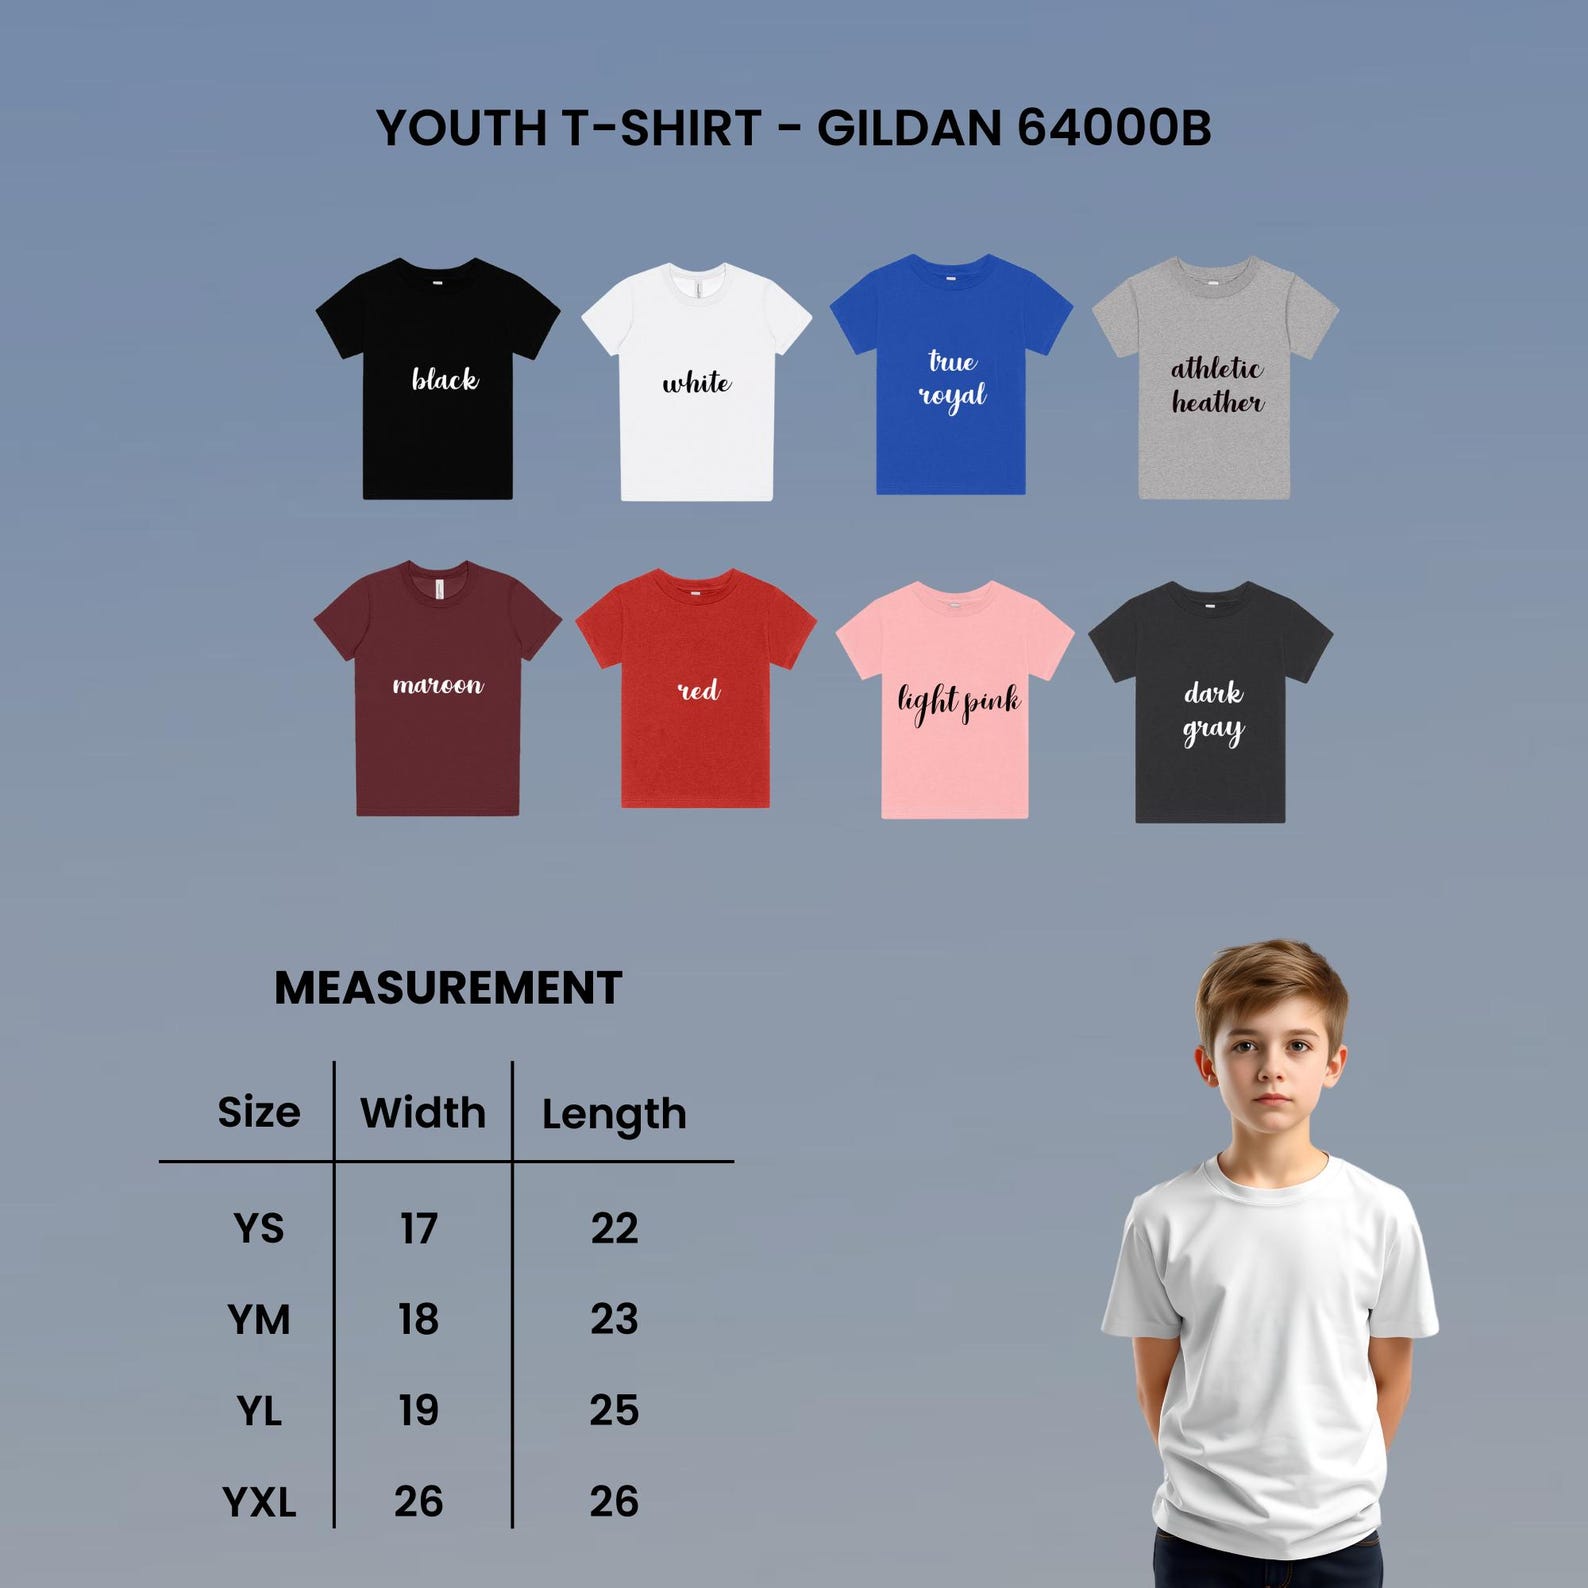 YOUTH T-SHIRT - GILDAN 64000B
black
white
true
royal
athletic
heather
maroon
red
light pink
dark
gray
MEASUREMENT
Size Width Length
YS 17 22
YM 18 23
YL 19 25
YXL 26 26